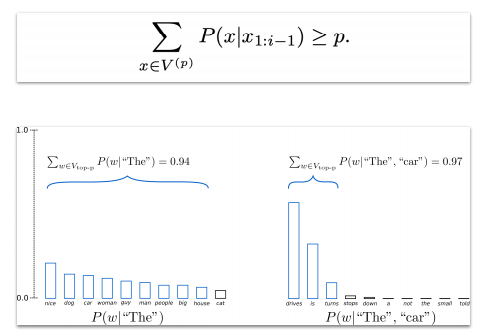 ∑ P(x|x₁:ᵢ₋₁) ≥ p.
x∈V⁽ᵖ⁾
1.0
∑w∈Vtop-p P(w|“The”) = 0.94
∑w∈Vtop-p P(w|“The”, “car”) = 0.97
0.0
nice dog car woman guy man people big house cat
drives is turns stops down a not the small told
P(w|“The”)
P(w|“The”, “car”)